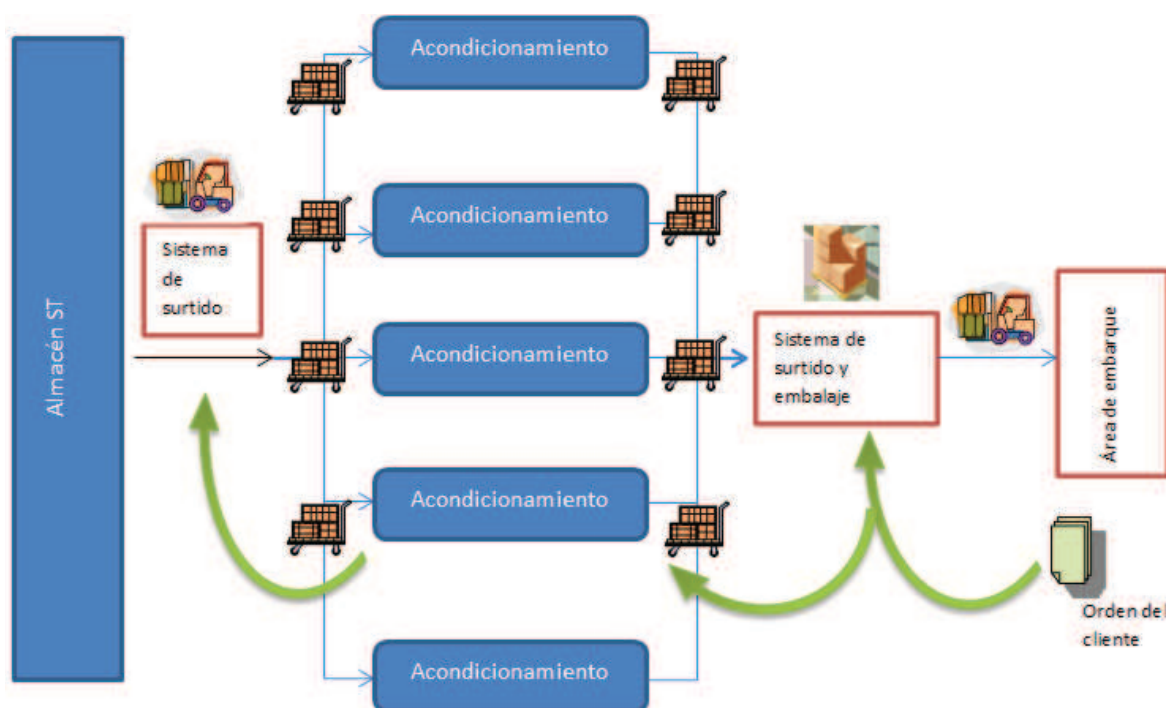 Almacén ST
Sistema
de
surtido
Acondicionamiento
Acondicionamiento
Acondicionamiento
Acondicionamiento
Acondicionamiento
Sistema de
surtido y
embalaje
Área de embarque
Orden del
cliente